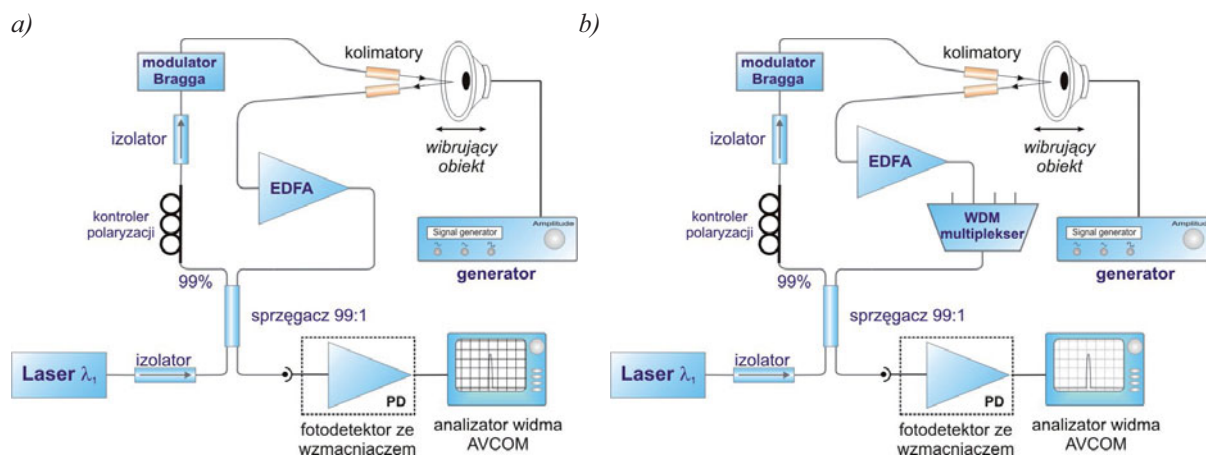 a)
modulator
Bragga
kolimatory
izolator
wibrujący
obiekt
EDFA
kontroler
polaryzacji
Amplitude
Signal generator
generator
99%
sprzęgacz 99:1
Laser λ1
izolator
PD
fotodetektor ze
wzmacniaczem
analizator widma
AVCOM
b)
modulator
Bragga
kolimatory
izolator
wibrujący
obiekt
EDFA
kontroler
polaryzacji
WDM
multiplekser
Amplitude
Signal generator
generator
99%
sprzęgacz 99:1
Laser λ1
izolator
PD
fotodetektor ze
wzmacniaczem
analizator widma
AVCOM